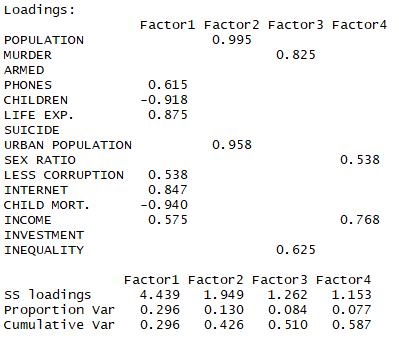 Loadings:
Factor1 Factor2 Factor3 Factor4
POPULATION 0.995
MURDER 0.825
ARMED
PHONES 0.615
CHILDREN -0.918
LIFE EXP. 0.875
SUICIDE
URBAN POPULATION 0.958
SEX RATIO 0.538
LESS CORRUPTION 0.538
INTERNET 0.847
CHILD MORT. -0.940
INCOME 0.575 0.768
INVESTMENT
INEQUALITY 0.625
Factor1 Factor2 Factor3 Factor4
SS loadings 4.439 1.949 1.262 1.153
Proportion Var 0.296 0.130 0.084 0.077
Cumulative Var 0.296 0.426 0.510 0.587